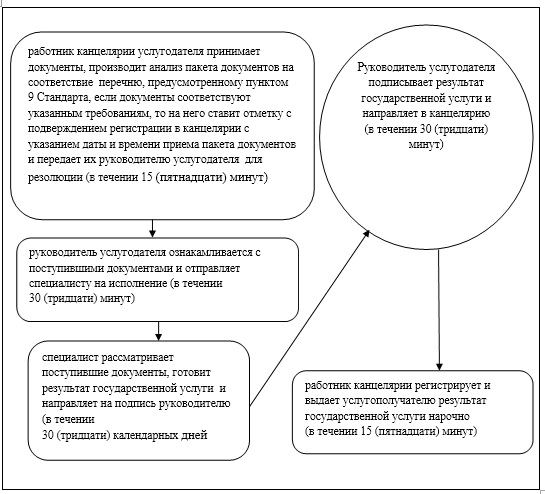 работник канцелярии услугодателя принимает
документы, производит анализ пакета документов на
соответствие перечню, предусмотренному пунктом
9 Стандарта, если документы соответствуют
указанным требованиям, то на него ставит отметку с
подтверждением регистрации в канцелярии с
указанием даты и времени приема пакета документов
и передает их руководителю услугодателя для
резолюции (в течении 15 (пятнадцати) минут)
руководитель услугодателя ознакамливается с
поступившими документами и отправляет
специалисту на исполнение (в течении
30 (тридцати) минут)
специалист рассматривает
поступившие документы, готовит
результат государственной услуги и
направляет на подпись руководителю
(в течении
30 (тридцати) календарных дней
Руководитель услугодателя
подписывает результат
государственной услуги и
направляет в канцелярию
(в течении 30 (тридцати)
минут)
работник канцелярии регистрирует и
выдает услугополучателю результат
государственной услуги нарочно
(в течении 15 (пятнадцати) минут)